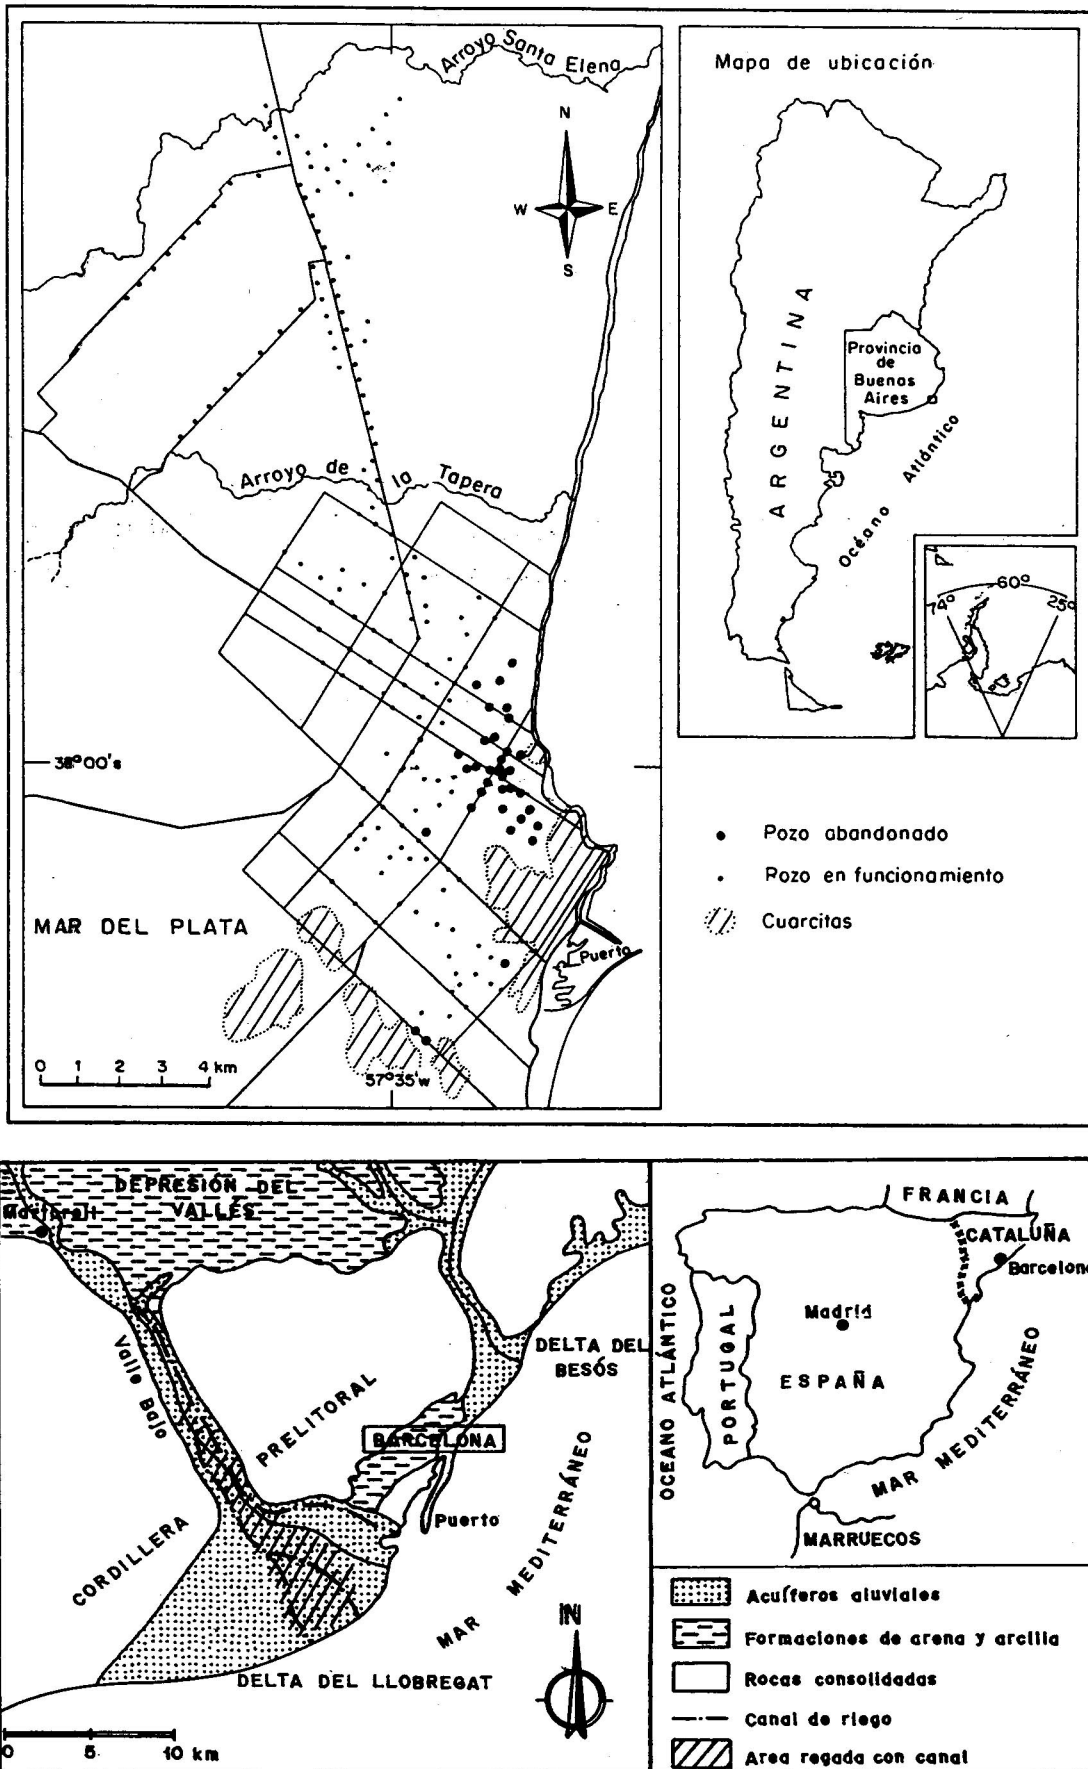 Arroyo Santa Elena
N
W
E
S
Arroyo de la Tapera
38°00's
MAR DEL PLATA
Puerto
0 1 2 3 4 km
57°35'w
Mapa de ubicación
ARGENTINA
Provincia
de
Buenas
Aires
Océano Atlántico
74°
60°
25°
Pozo abandonado
Pozo en funcionamiento
Cuarcitas
DEPRESIÓN DEL
VALLÉS
Valle Bajo
PRELITORAL
BARCELONA
DELTA DEL
BESÓS
Puerto
CORDILLERA
MAR MEDITERRÁNEO
DELTA DEL LLOBREGAT
N
0 5 10 km
FRANCIA
CATALUÑA
Barcelona
Madrid
ESPAÑA
PORTUGAL
OCEANO ATLÁNTICO
MAR MEDITERRÁNEO
MARRUECOS
Acuíferos aluviales
Formaciones de arena y arcilla
Rocas consolidadas
Canal de riego
Area regada con canal